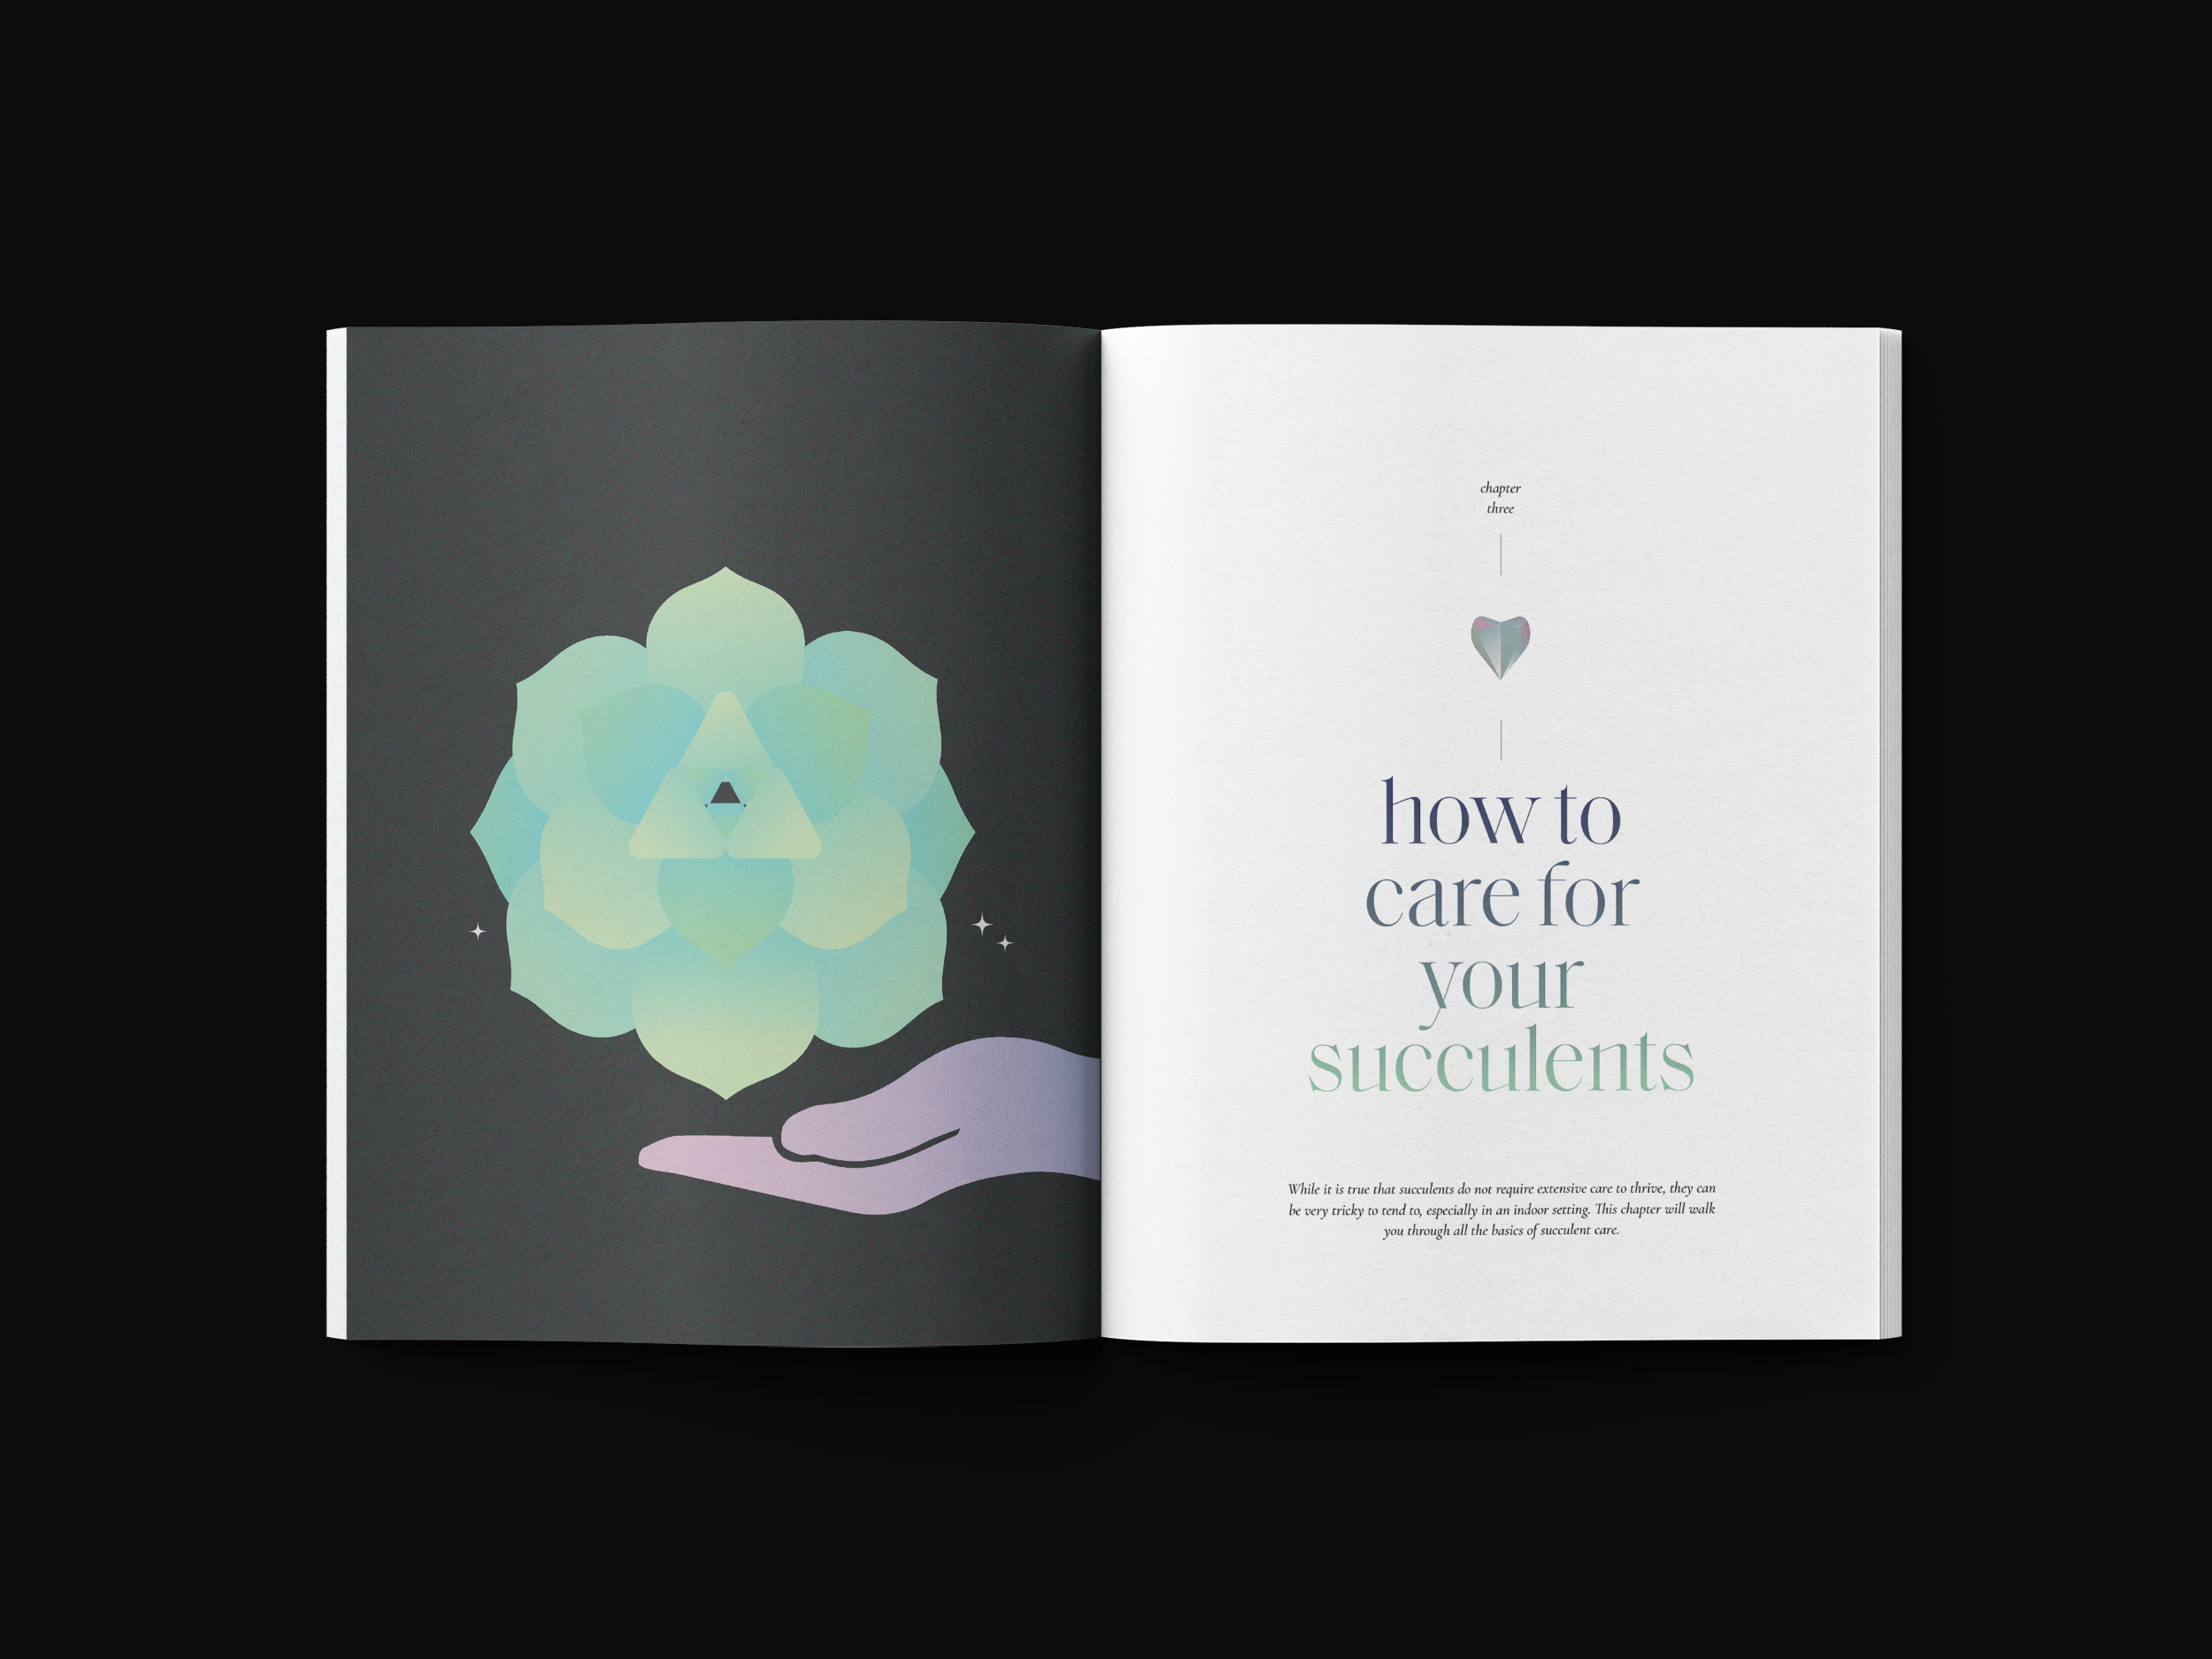 chapter
three
how to
care for
your
succulents
While it is true that succulents do not require extensive care to thrive, they can
be very tricky to tend to, especially in an indoor setting. This chapter will walk
you through all the basics of succulent care.